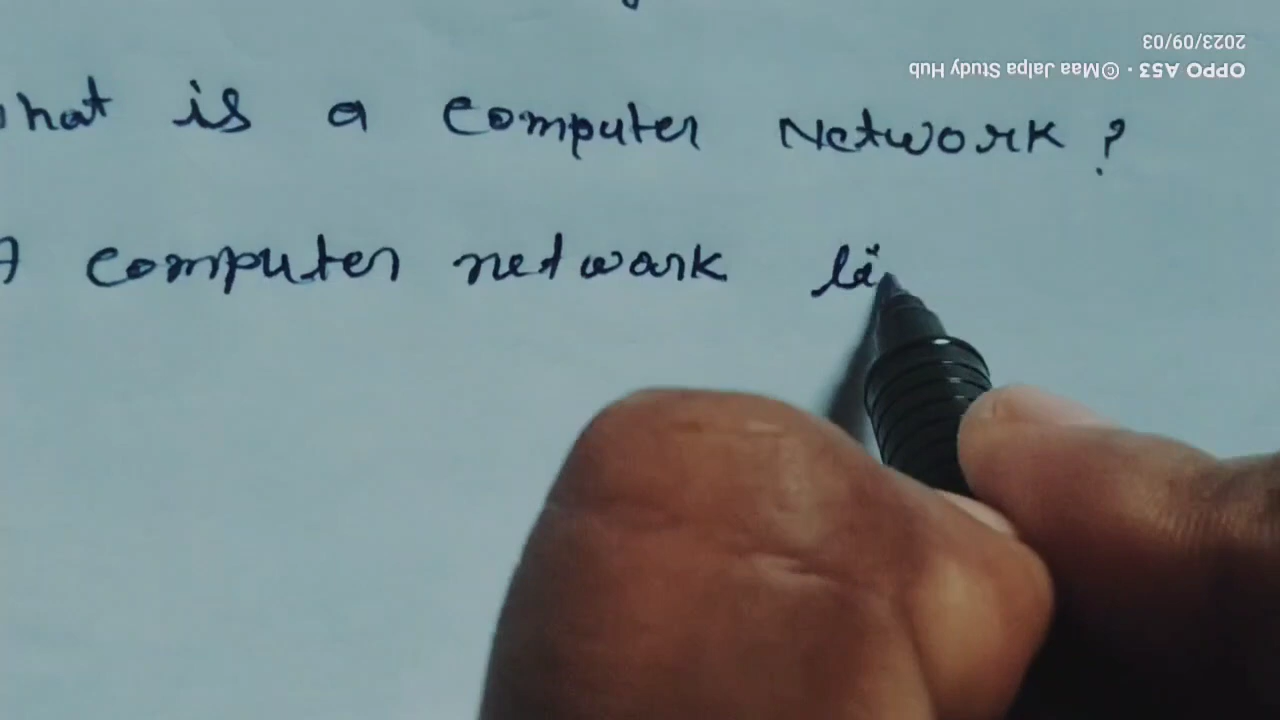 2023/09/03
OPPO A53 · ©Maa Jalpa Study Hub
hat is a computer Network ?
computer network